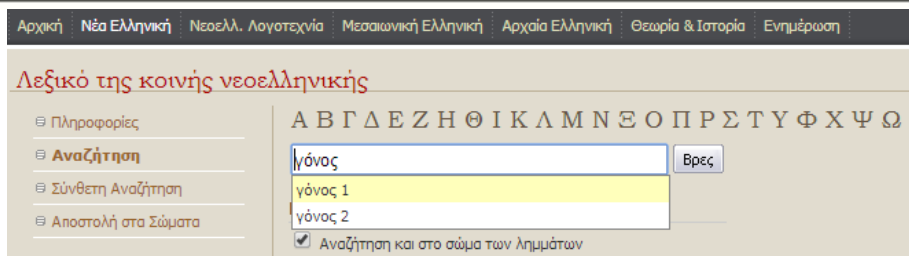 Αρχική Νέα Ελληνική Νεοελλ. Λογοτεχνία Μεσαιωνική Ελληνική Αρχαία Ελληνική Θεωρία & Ιστορία Ενημέρωση
Λεξικό της κοινής νεοελληνικής
Πληροφορίες
Αναζήτηση
Σύνθετη Αναζήτηση
Αποστολή στα Σώματα
Α Β Γ Δ Ε Ζ Η Θ Ι Κ Λ Μ Ν Ξ Ο Π Ρ Σ Τ Υ Φ Χ Ψ Ω
γόνος Βρες
γόνος 1
γόνος 2
Αναζήτηση και στο σώμα των λημμάτων